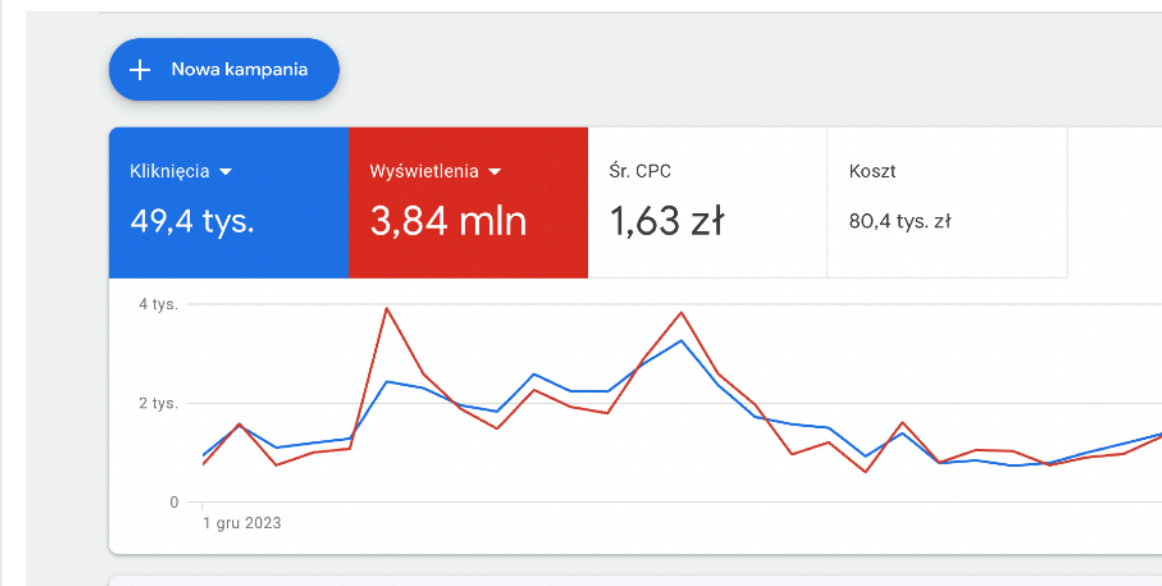 Nowa kampania
Kliknięcia
Wyświetlenia
Śr. CPC
Koszt
49,4 tys.
3,84 mln
1,63 zł
80,4 tys. zł
4 tys.
2 tys.
0
1 gru 2023